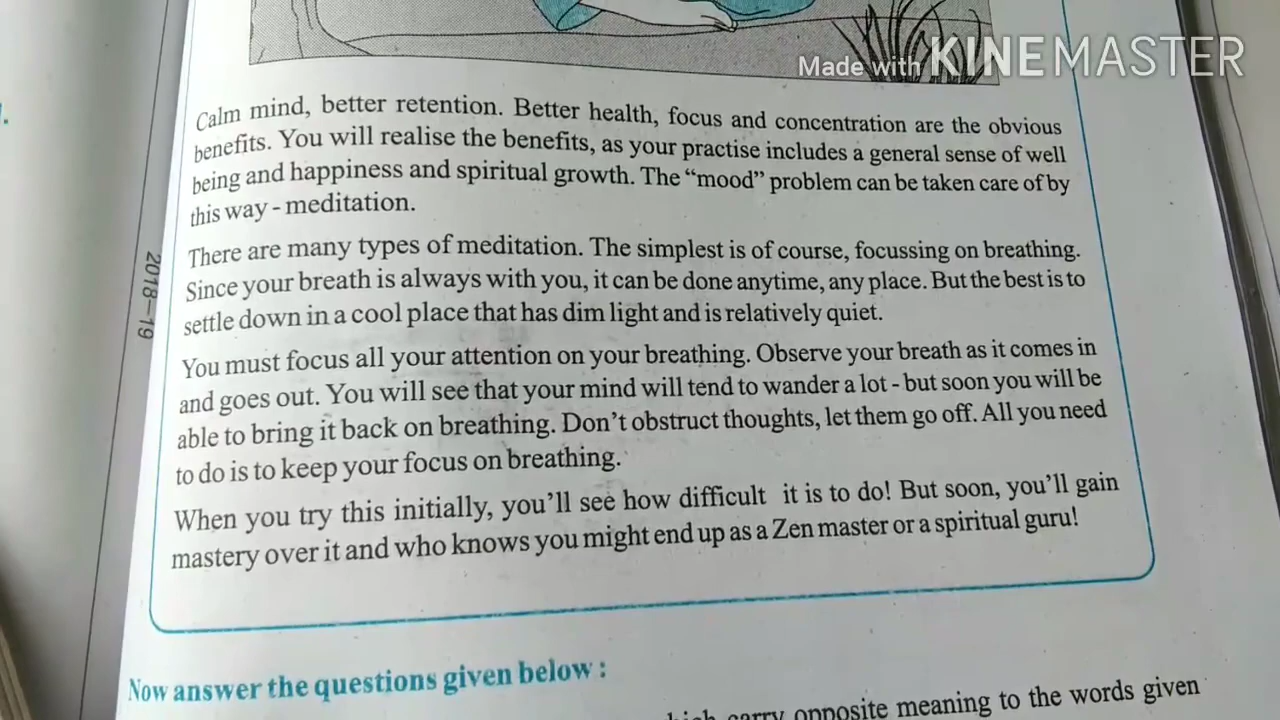 Made with KINEMASTER
Calm mind, better retention. Better health, focus and concentration are the obvious
benefits. You will realise the benefits, as your practise includes a general sense of well
being and happiness and spiritual growth. The “mood” problem can be taken care of by
this way - meditation.
There are many types of meditation. The simplest is of course, focussing on breathing.
Since your breath is always with you, it can be done anytime, any place. But the best is to
settle down in a cool place that has dim light and is relatively quiet.
2018–19
You must focus all your attention on your breathing. Observe your breath as it comes in
and goes out. You will see that your mind will tend to wander a lot - but soon you will be
able to bring it back on breathing. Don’t obstruct thoughts, let them go off. All you need
to do is to keep your focus on breathing.
When you try this initially, you’ll see how difficult it is to do! But soon, you’ll gain
mastery over it and who knows you might end up as a Zen master or a spiritual guru!
Now answer the questions given below :
carry opposite meaning to the words given